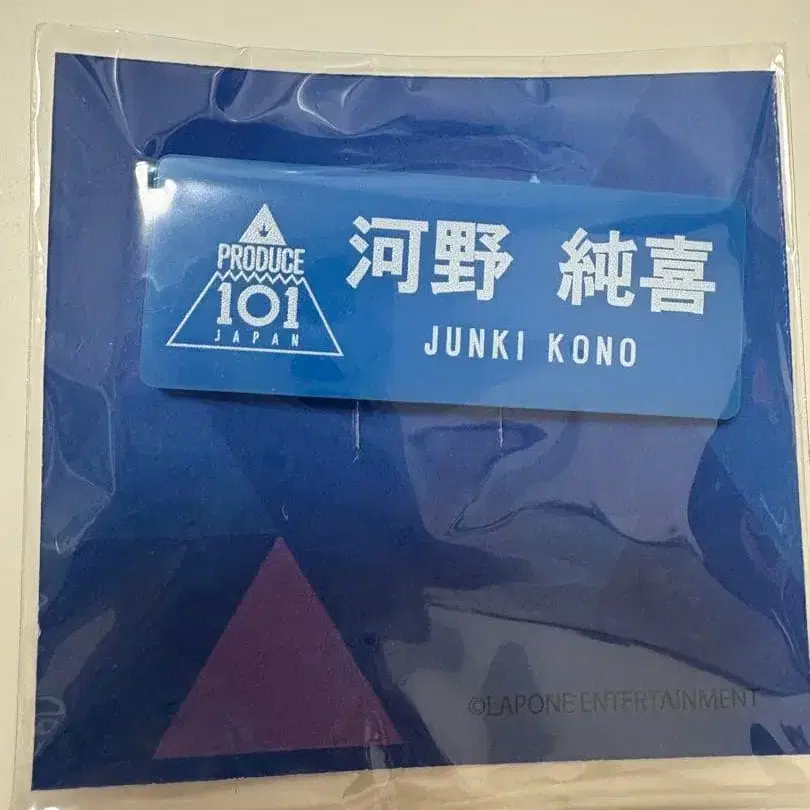 PRODUCE
101
JAPAN
河野 純喜
JUNKI KONO
©LAPONE ENTERTAINMENT